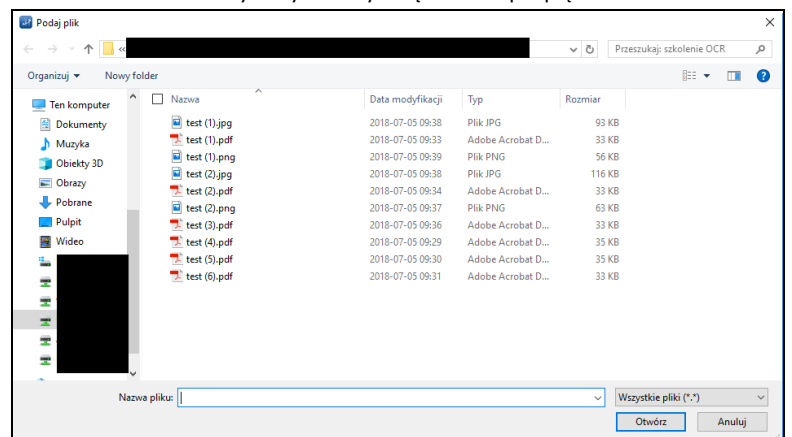 Podaj plik
«
Przeszukaj: szkolenie OCR
Organizuj Nowy folder
Ten komputer
Dokumenty
Muzyka
Obiekty 3D
Obrazy
Pobrane
Pulpit
Wideo
Nazwa Data modyfikacji Typ Rozmiar
test (1).jpg 2018-07-05 09:38 Plik JPG 93 KB
test (1).pdf 2018-07-05 09:33 Adobe Acrobat D... 33 KB
test (1).png 2018-07-05 09:39 Plik PNG 56 KB
test (2).jpg 2018-07-05 09:38 Plik JPG 116 KB
test (2).pdf 2018-07-05 09:34 Adobe Acrobat D... 33 KB
test (2).png 2018-07-05 09:37 Plik PNG 63 KB
test (3).pdf 2018-07-05 09:36 Adobe Acrobat D... 33 KB
test (4).pdf 2018-07-05 09:29 Adobe Acrobat D... 35 KB
test (5).pdf 2018-07-05 09:30 Adobe Acrobat D... 35 KB
test (6).pdf 2018-07-05 09:31 Adobe Acrobat D... 33 KB
Nazwa pliku:
Wszystkie pliki (*.*)
Otwórz Anuluj